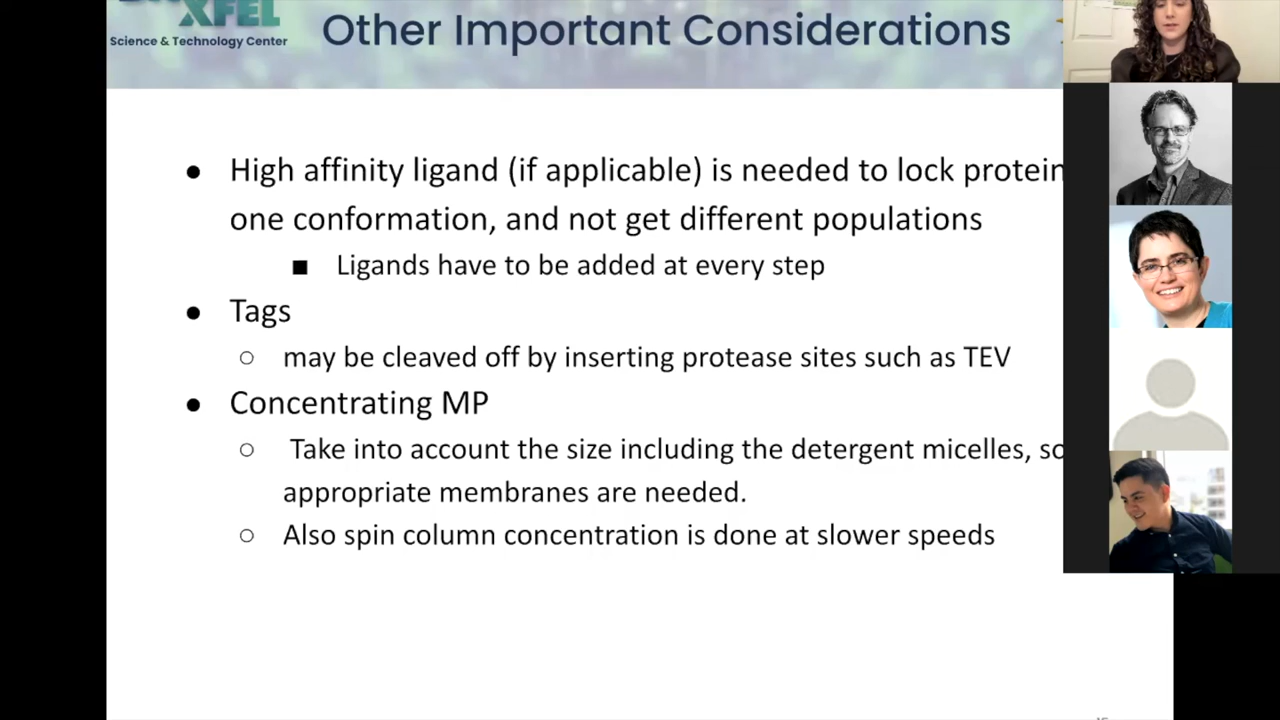 XFEL
Science & Technology Center
Other Important Considerations
● High affinity ligand (if applicable) is needed to lock protein
one conformation, and not get different populations
■ Ligands have to be added at every step
● Tags
○ may be cleaved off by inserting protease sites such as TEV
● Concentrating MP
○ Take into account the size including the detergent micelles, so
appropriate membranes are needed.
○ Also spin column concentration is done at slower speeds